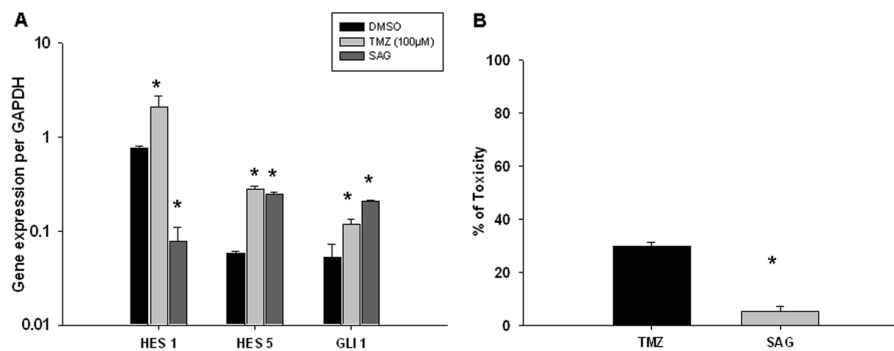 A
DMSO
TMZ (100µM)
SAG
Gene expression per GAPDH
10
1
0.1
0.01
*
*
*
*
*
*
HES 1
HES 5
GLI 1
B
% of Toxicity
100
80
60
40
20
0
*
TMZ
SAG